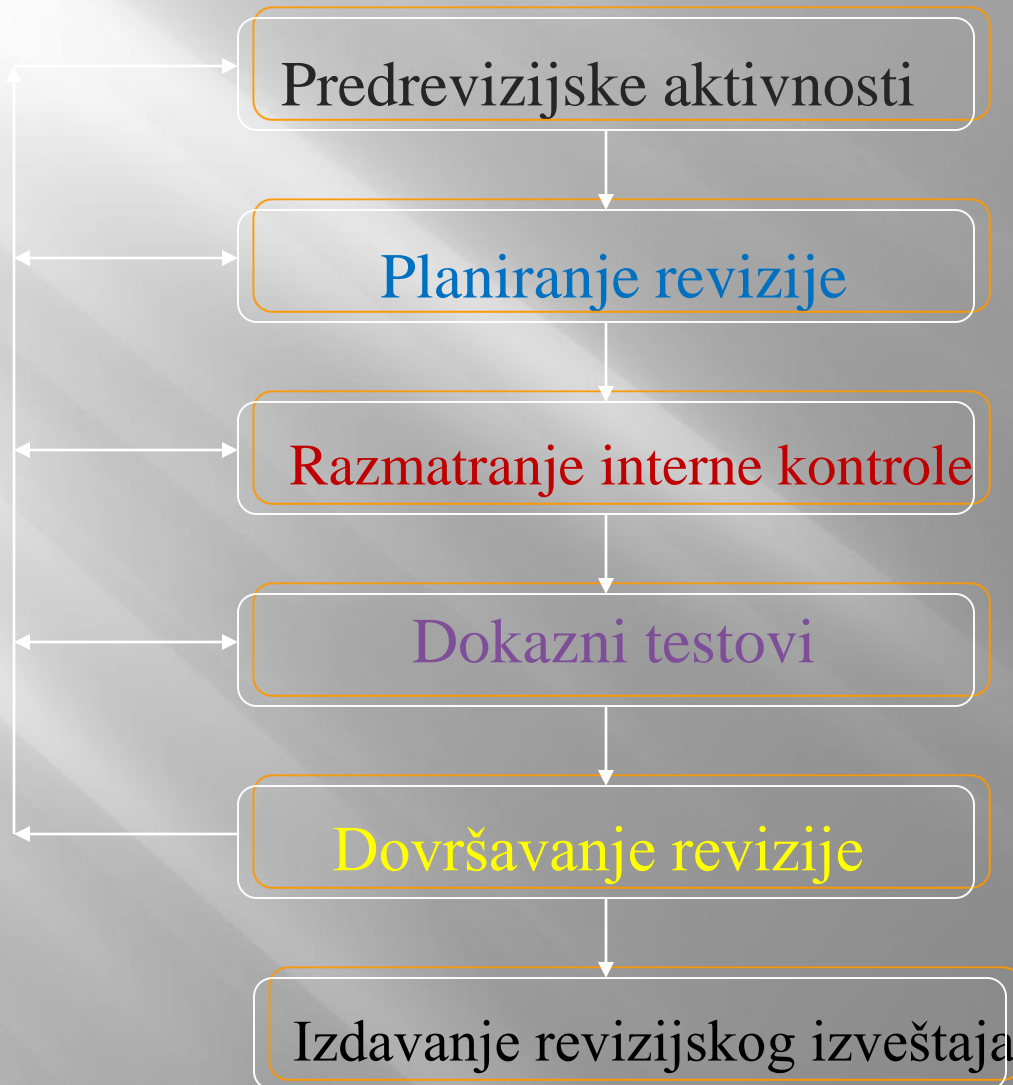 Predrevizijske aktivnosti
Planiranje revizije
Razmatranje interne kontrole
Dokazni testovi
Dovršavanje revizije
Izdavanje revizijskog izveštaja